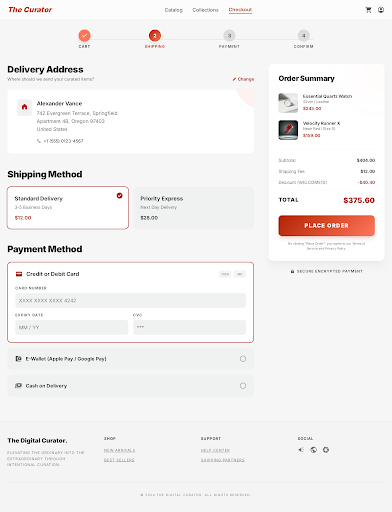 The Curator
Catalog
Collections
Checkout
2
3
4
CART
SHIPPING
PAYMENT
CONFIRM
Delivery Address
Where should we send your curated items?
Change
Alexander Vance
742 Evergreen Terrace, Springfield
Apartment 4B, Oregon 97403
United States
+1 (555) 0123-4567
Shipping Method
Standard Delivery
3-5 Business Days
$12.00
Priority Express
Next Day Delivery
$28.00
Payment Method
Credit or Debit Card
CARD NUMBER
XXXX XXXX XXXX 4242
EXPIRY DATE
MM / YY
CVC
***
E-Wallet (Apple Pay / Google Pay)
Cash on Delivery
Order Summary
Essential Quartz Watch
Silver / Leather
$245.00
Velocity Runner X
Neon Red / Size 10
$159.00
Subtotal
$404.00
Shipping Fee
$12.00
Discount (WELCOME10)
-$40.40
TOTAL
$375.60
PLACE ORDER
By clicking "Place Order", you agree to our Terms of
Service and Privacy Policy.
SECURE ENCRYPTED PAYMENT
The Digital Curator.
ELEVATING THE ORDINARY INTO THE
EXTRAORDINARY THROUGH
INTENTIONAL CURATION.
SHOP
NEW ARRIVALS
BEST SELLERS
SUPPORT
HELP CENTER
SHIPPING PARTNERS
SOCIAL
THE DIGITAL CURATOR. ALL RIGHTS RESERVED.